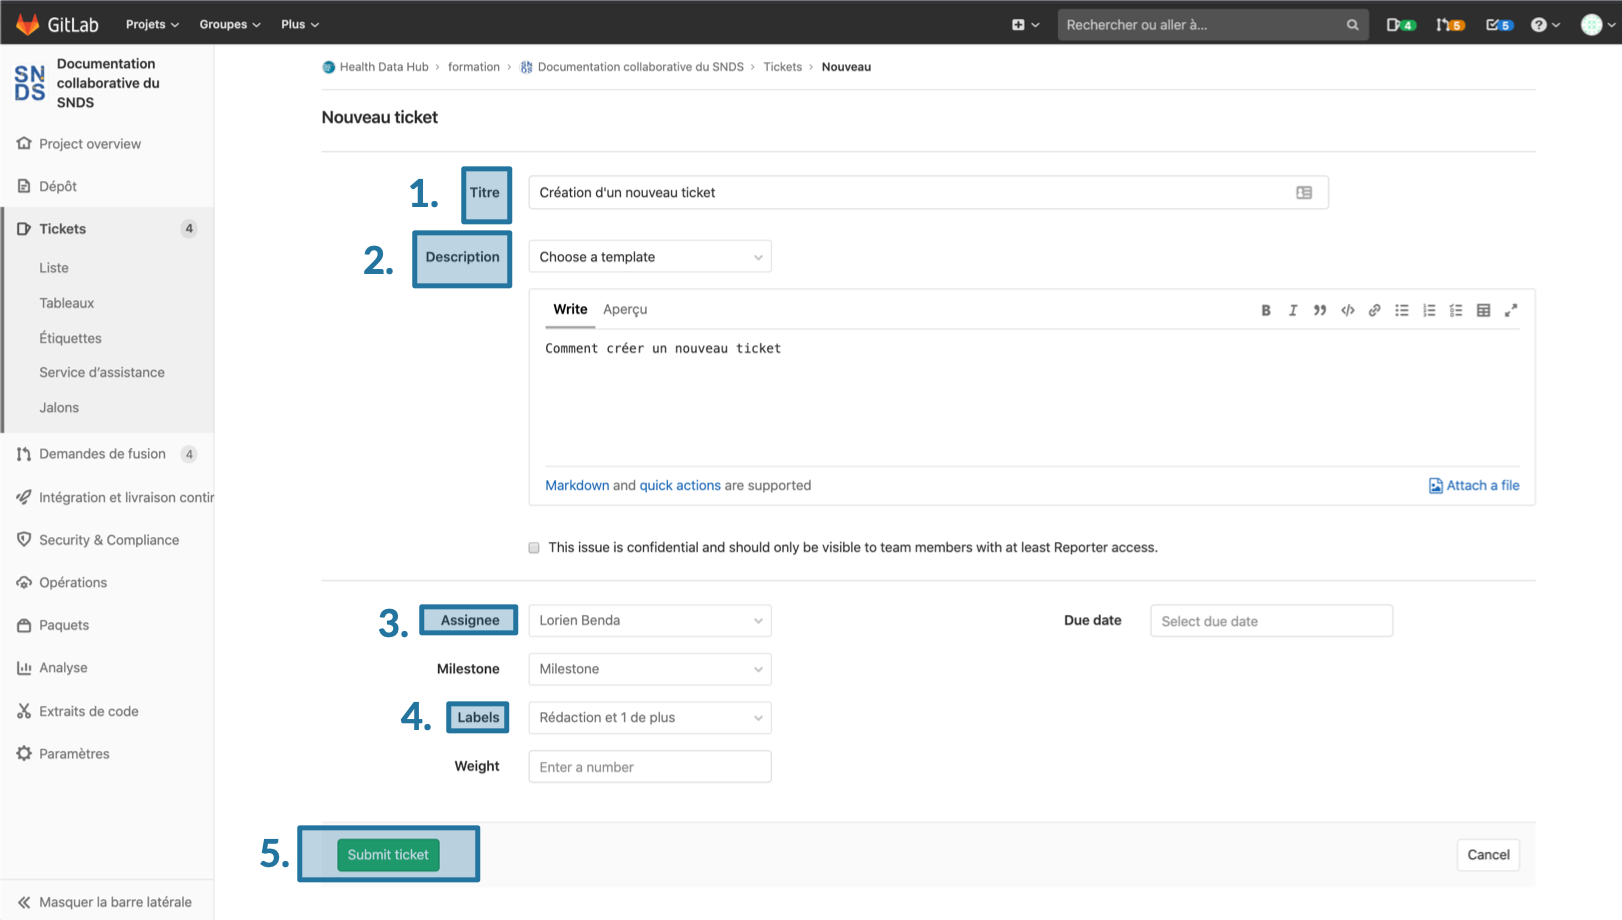 GitLab Projets Groupes Plus Rechercher ou aller à... 4 5 5
SNDS Documentation collaborative du SNDS
Project overview
Dépôt
Tickets 4
Liste
Tableaux
Étiquettes
Service d'assistance
Jalons
Demandes de fusion 4
Intégration et livraison contin
Security & Compliance
Opérations
Paquets
Analyse
Extraits de code
Paramètres
Masquer la barre latérale
Health Data Hub > formation > Documentation collaborative du SNDS > Tickets > Nouveau
Nouveau ticket
1. Titre Création d'un nouveau ticket
2. Description Choose a template
Write Aperçu
Comment créer un nouveau ticket
Markdown and quick actions are supported Attach a file
This issue is confidential and should only be visible to team members with at least Reporter access.
3. Assignee Lorien Benda Due date Select due date
Milestone Milestone
4. Labels Rédaction et 1 de plus
Weight Enter a number
5. Submit ticket Cancel